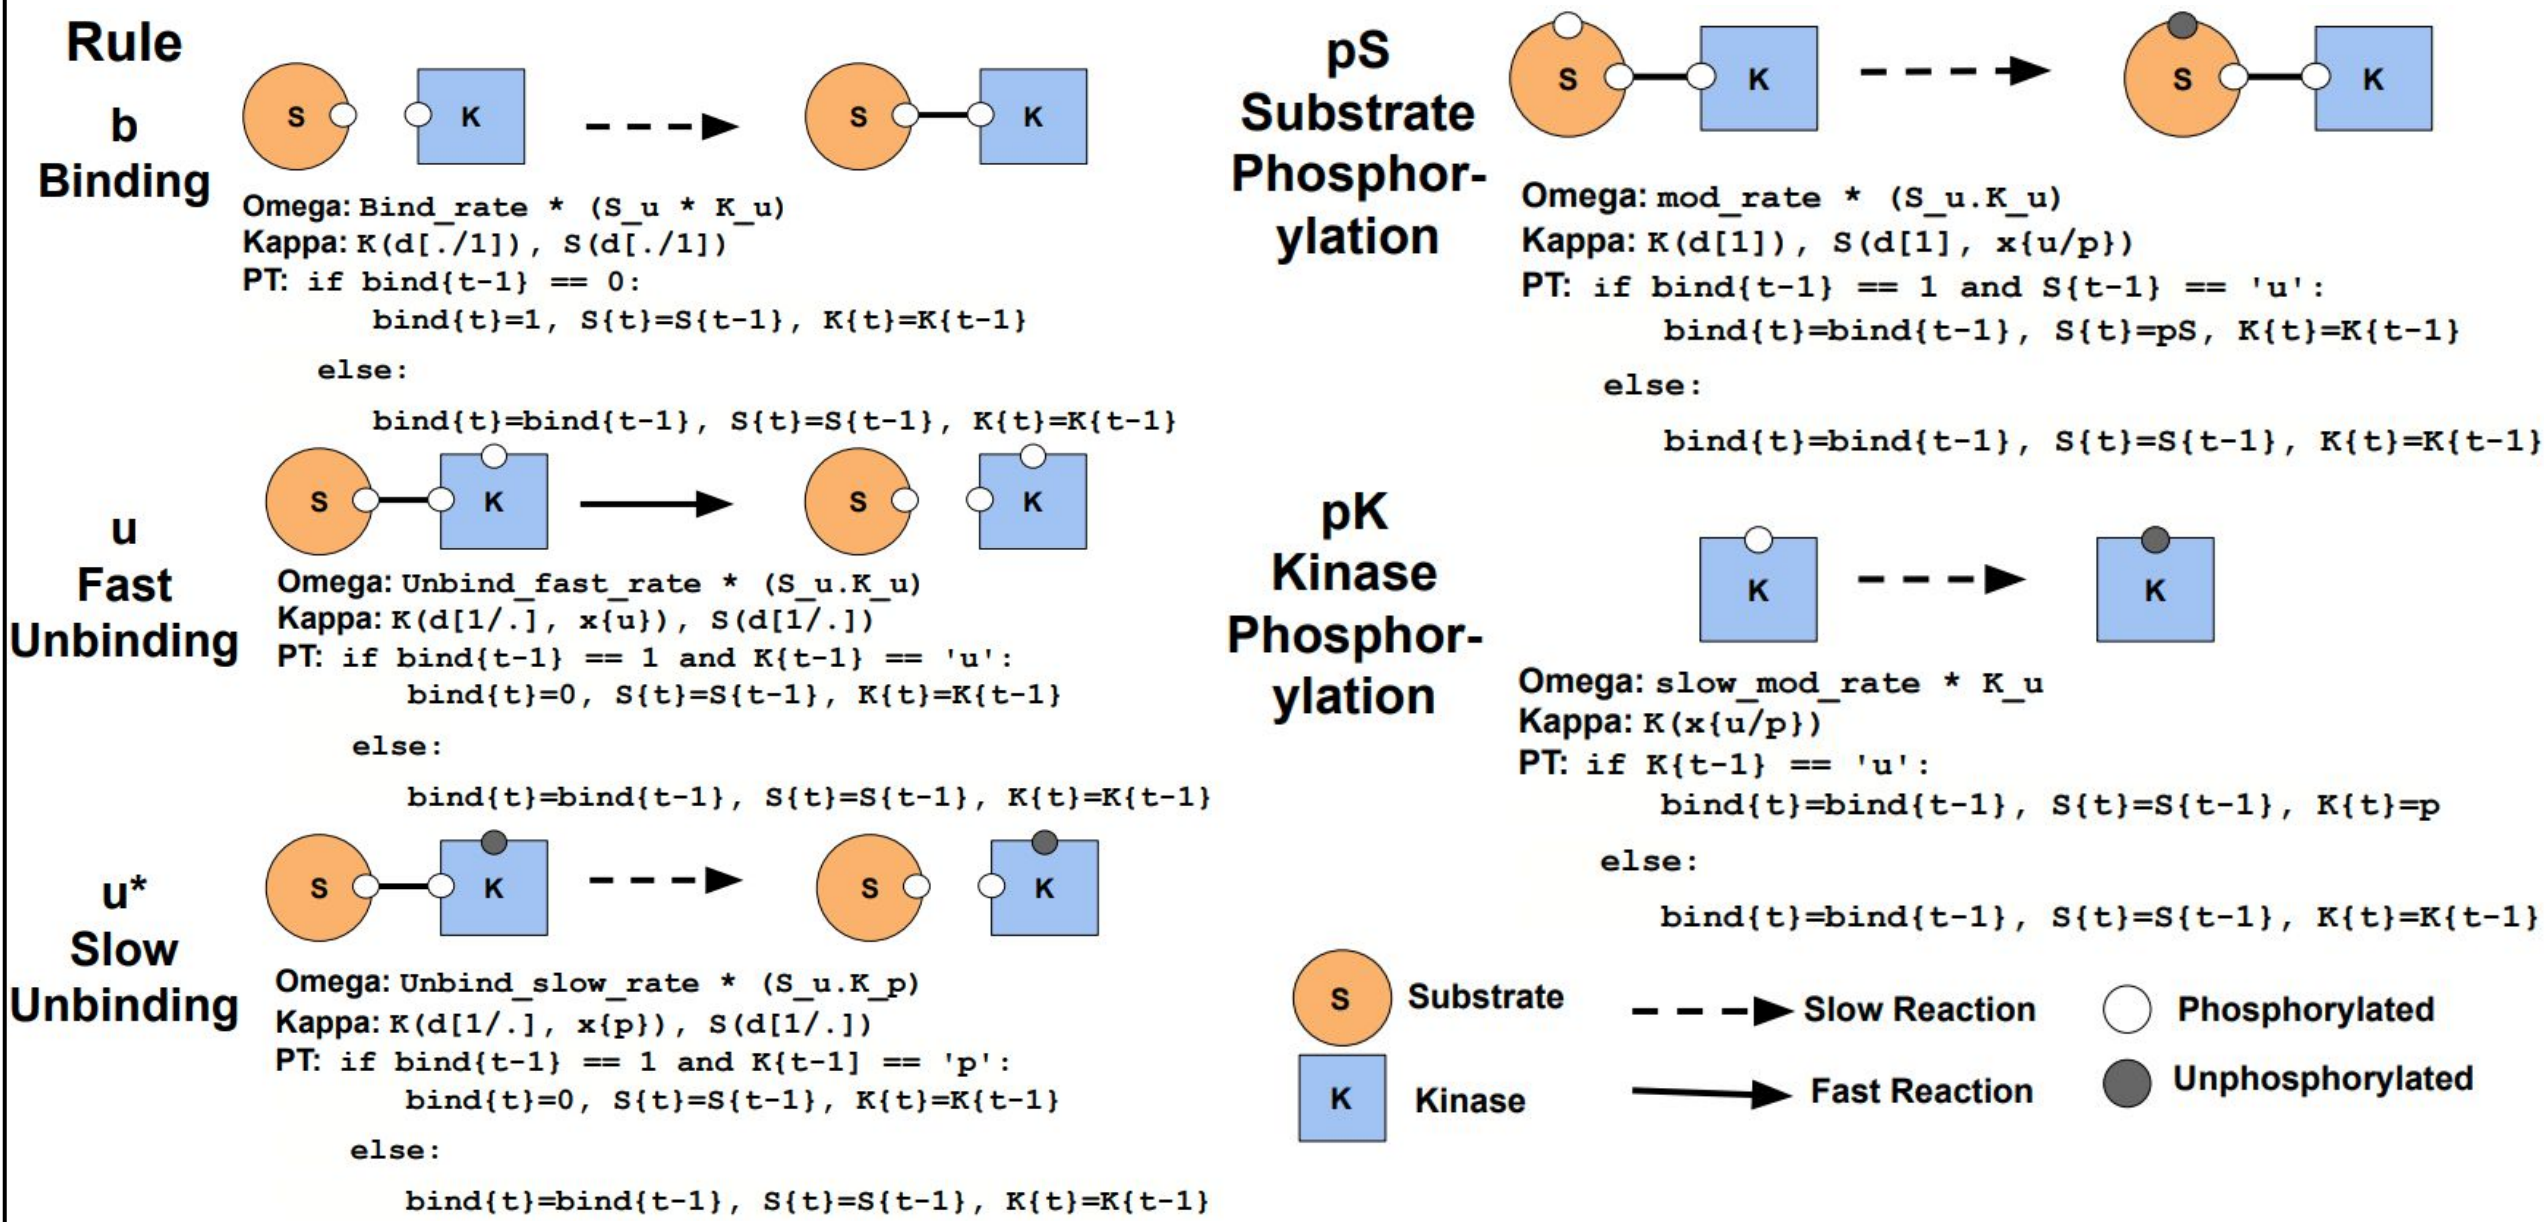 Rule
b
Binding
S
K
S
K
Omega: Bind_rate * (S_u * K_u)
Kappa: K(d[./1]), S(d[./1])
PT: if bind{t-1} == 0:
bind{t}=1, S{t}=S{t-1}, K{t}=K{t-1}
else:
bind{t}=bind{t-1}, S{t}=S{t-1}, K{t}=K{t-1}
u
Fast
Unbinding
S
K
S
K
Omega: Unbind_fast_rate * (S_u.K_u)
Kappa: K(d[1/.], x{u}), S(d[1/.])
PT: if bind{t-1} == 1 and K{t-1} == 'u':
bind{t}=0, S{t}=S{t-1}, K{t}=K{t-1}
else:
bind{t}=bind{t-1}, S{t}=S{t-1}, K{t}=K{t-1}
u*
Slow
Unbinding
S
K
S
K
Omega: Unbind_slow_rate * (S_u.K_p)
Kappa: K(d[1/.], x{p}), S(d[1/.])
PT: if bind{t-1} == 1 and K{t-1] == 'p':
bind{t}=0, S{t}=S{t-1}, K{t}=K{t-1}
else:
bind{t}=bind{t-1}, S{t}=S{t-1}, K{t}=K{t-1}
pS
Substrate
Phosphor-
ylation
S
K
S
K
Omega: mod_rate * (S_u.K_u)
Kappa: K(d[1]), S(d[1], x{u/p})
PT: if bind{t-1} == 1 and S{t-1} == 'u':
bind{t}=bind{t-1}, S{t}=pS, K{t}=K{t-1}
else:
bind{t}=bind{t-1}, S{t}=S{t-1}, K{t}=K{t-1}
pK
Kinase
Phosphor-
ylation
K
K
Omega: slow_mod_rate * K_u
Kappa: K(x{u/p})
PT: if K{t-1} == 'u':
bind{t}=bind{t-1}, S{t}=S{t-1}, K{t}=p
else:
bind{t}=bind{t-1}, S{t}=S{t-1}, K{t}=K{t-1}
S Substrate
K Kinase
Slow Reaction
Fast Reaction
Phosphorylated
Unphosphorylated